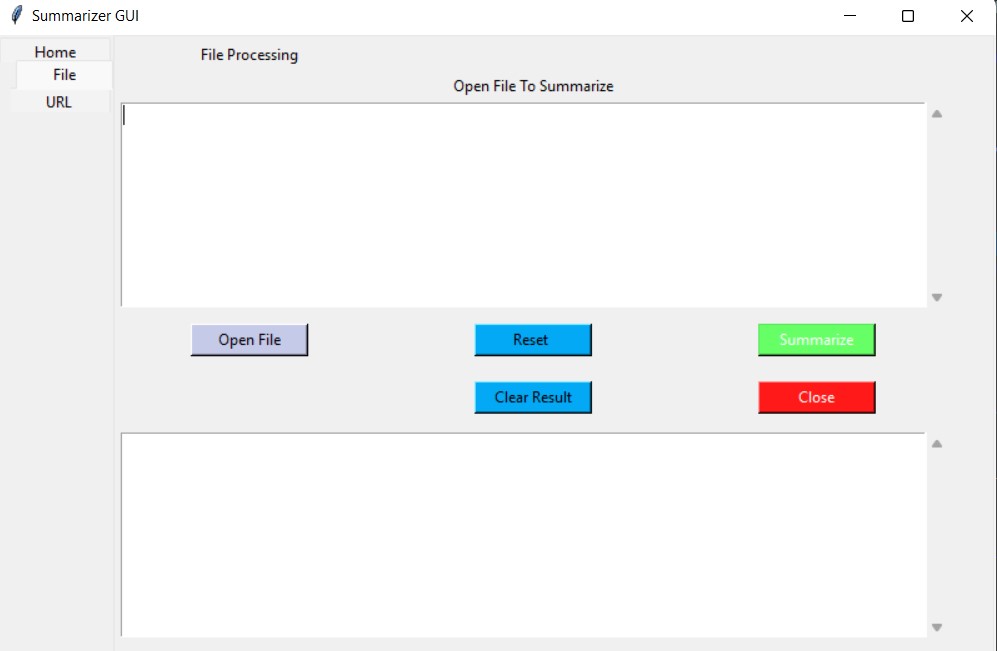 Summarizer GUI
Home
File
URL
File Processing
Open File To Summarize
Open File
Reset
Summarize
Clear Result
Close